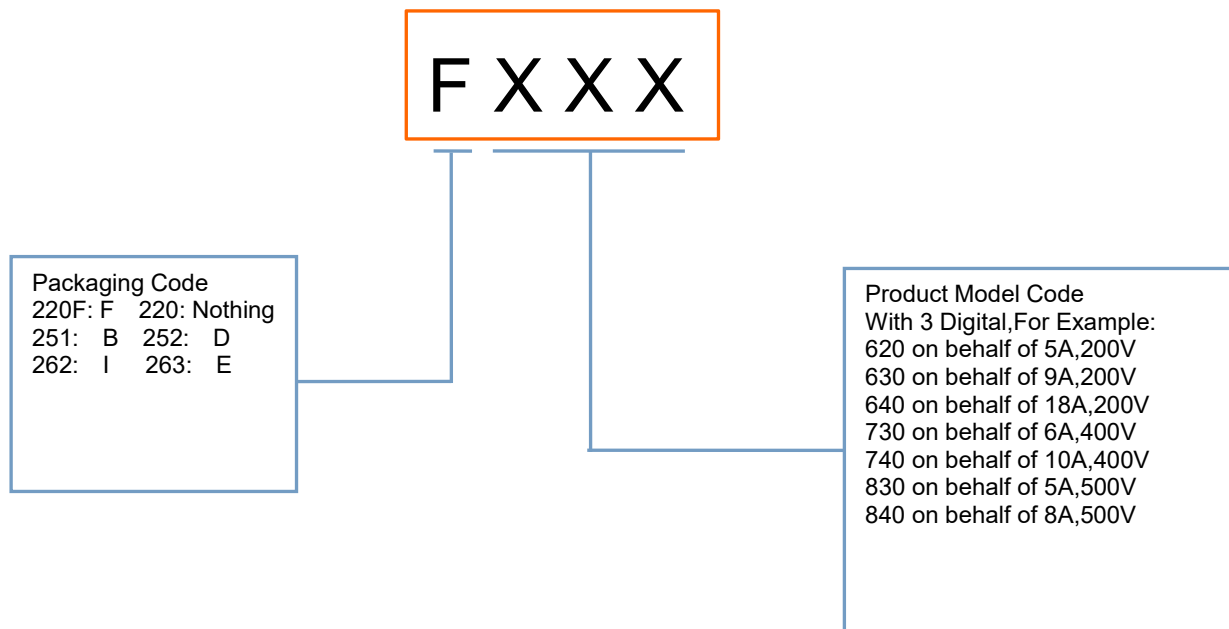 F X X X
Packaging Code
220F: F 220: Nothing
251: B 252: D
262: I 263: E
Product Model Code
With 3 Digital,For Example:
620 on behalf of 5A,200V
630 on behalf of 9A,200V
640 on behalf of 18A,200V
730 on behalf of 6A,400V
740 on behalf of 10A,400V
830 on behalf of 5A,500V
840 on behalf of 8A,500V